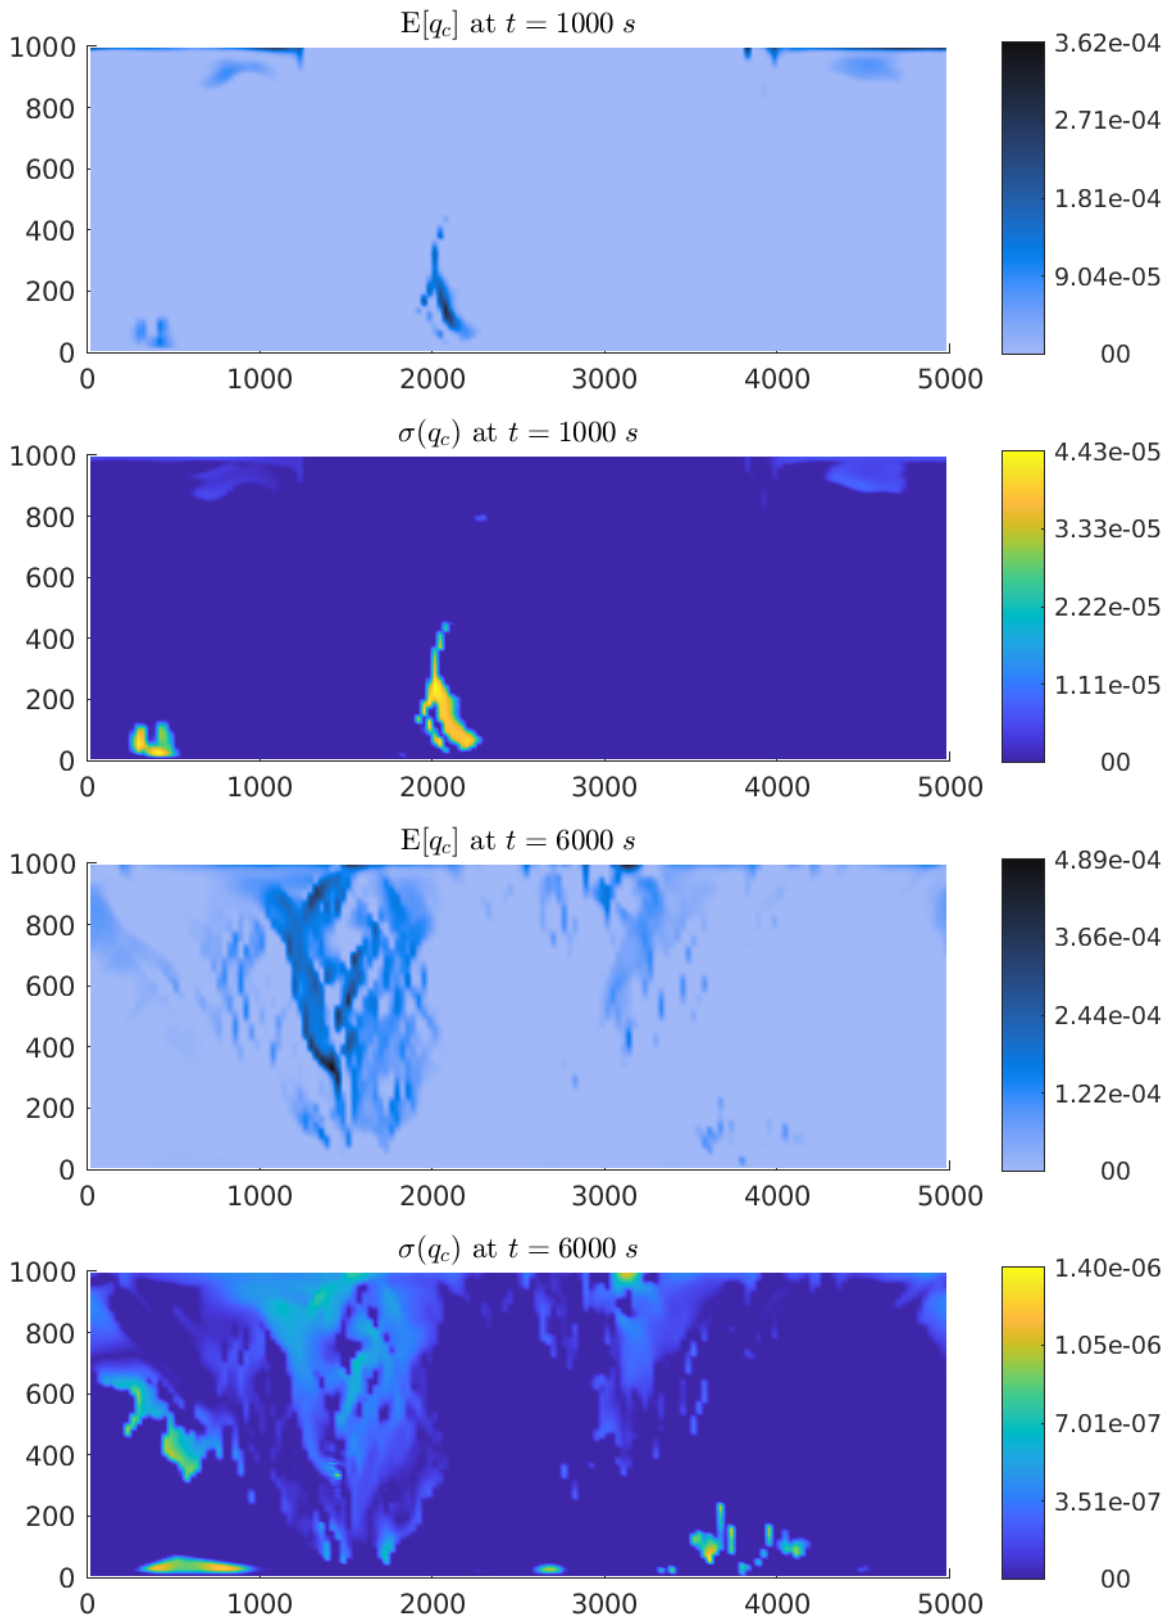 E[q_c] at t = 1000 s
1000
800
600
400
200
0
0 1000 2000 3000 4000 5000
3.62e-04
2.71e-04
1.81e-04
9.04e-05
00
σ(q_c) at t = 1000 s
1000
800
600
400
200
0
0 1000 2000 3000 4000 5000
4.43e-05
3.33e-05
2.22e-05
1.11e-05
00
E[q_c] at t = 6000 s
1000
800
600
400
200
0
0 1000 2000 3000 4000 5000
4.89e-04
3.66e-04
2.44e-04
1.22e-04
00
σ(q_c) at t = 6000 s
1000
800
600
400
200
0
0 1000 2000 3000 4000 5000
1.40e-06
1.05e-06
7.01e-07
3.51e-07
00